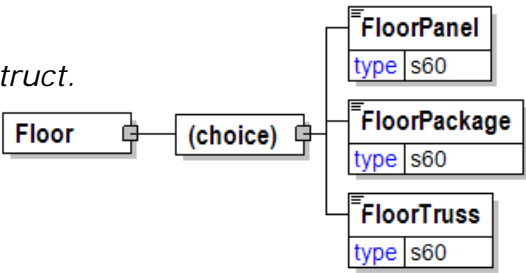 truct.
Floor
(choice)
FloorPanel
type s60
FloorPackage
type s60
FloorTruss
type s60